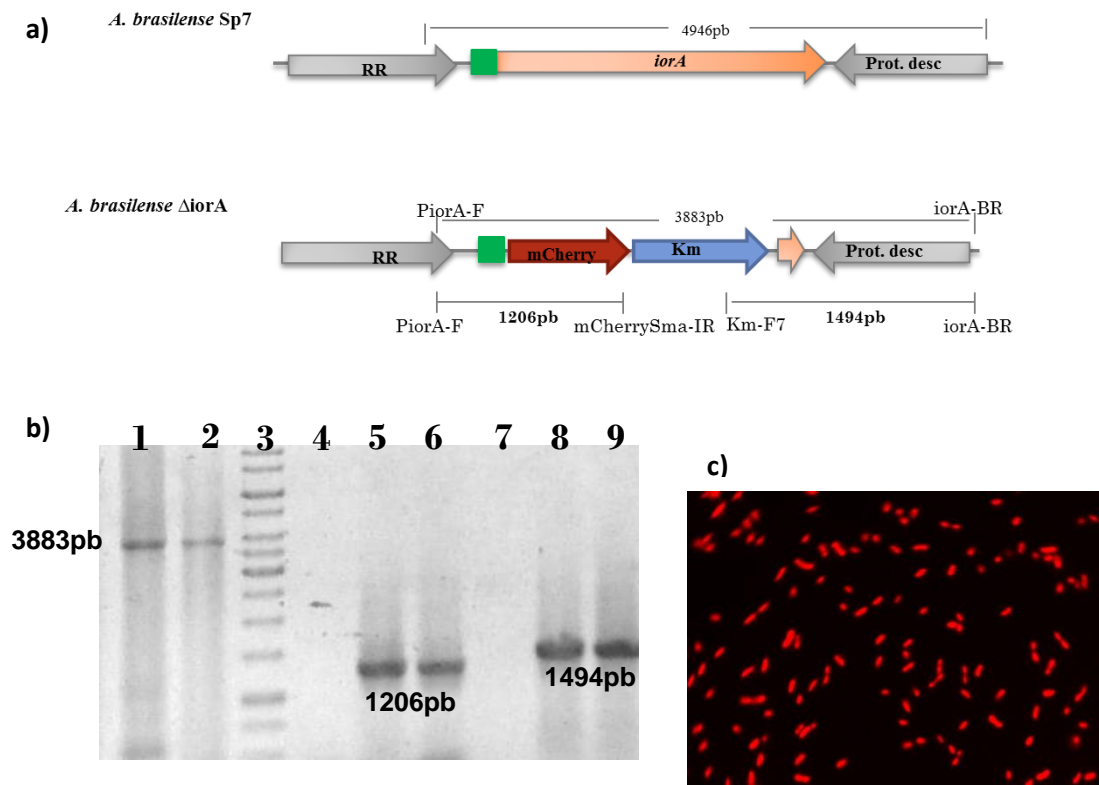 a)
A. brasilense Sp7
4946pb
RR
iorA
Prot. desc
A. brasilense ΔiorA
PiorA-F
3883pb
iorA-BR
RR
mCherry
Km
Prot. desc
PiorA-F
1206pb
mCherrySma-IR
Km-F7
1494pb
iorA-BR
b)
1 2 3 4 5 6 7 8 9
3883pb
1206pb
1494pb
c)